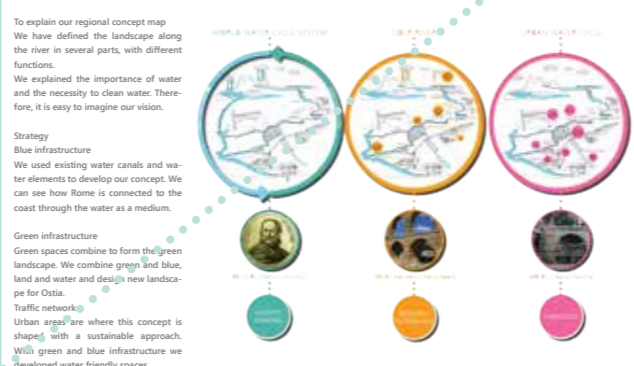 To explain our regional concept map
We have defined the landscape along
the river in several parts, with different
functions.
We explained the importance of water
and the necessity to clean water. There-
fore, it is easy to imagine our vision.
Strategy
Blue infrastructure
We used existing water canals and wa-
ter elements to develop our concept. We
can see how Rome is connected to the
coast through the water as a medium.
Green infrastructure
Green spaces combine to form the green
landscape. We combine green and blue,
land and water and design new landsca-
pe for Ostia.
Traffic network
Urban areas are where this concept is
shaped with a sustainable approach.
With green and blue infrastructure we
developed water friendly spaces
WORLD WATER CYCLE SYSTEM
URBAN WATER CYCLE